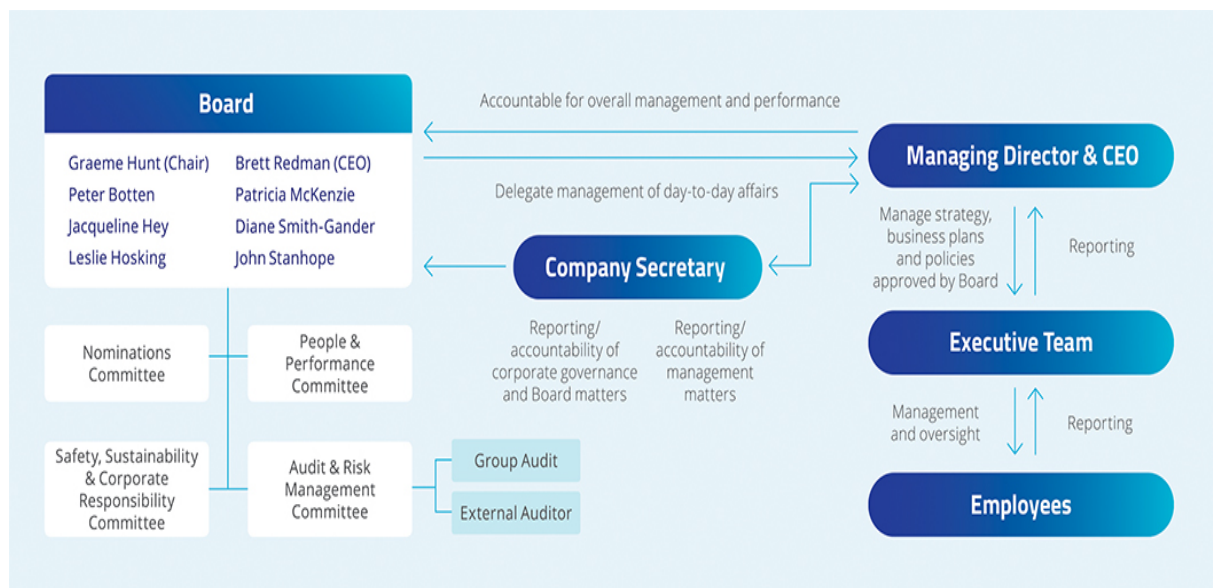 Board
Graeme Hunt (Chair)
Peter Botten
Jacqueline Hey
Leslie Hosking
Brett Redman (CEO)
Patricia McKenzie
Diane Smith-Gander
John Stanhope
Accountable for overall management and performance
Delegate management of day-to-day affairs
Managing Director & CEO
Company Secretary
Reporting/
accountability of
corporate governance
and Board matters
Reporting/
accountability of
management
matters
Manage strategy,
business plans
and policies
approved by Board
Reporting
Executive Team
Management
and oversight
Reporting
Employees
Nominations
Committee
People &
Performance
Committee
Safety, Sustainability
& Corporate
Responsibility
Committee
Audit & Risk
Management
Committee
Group Audit
External Auditor